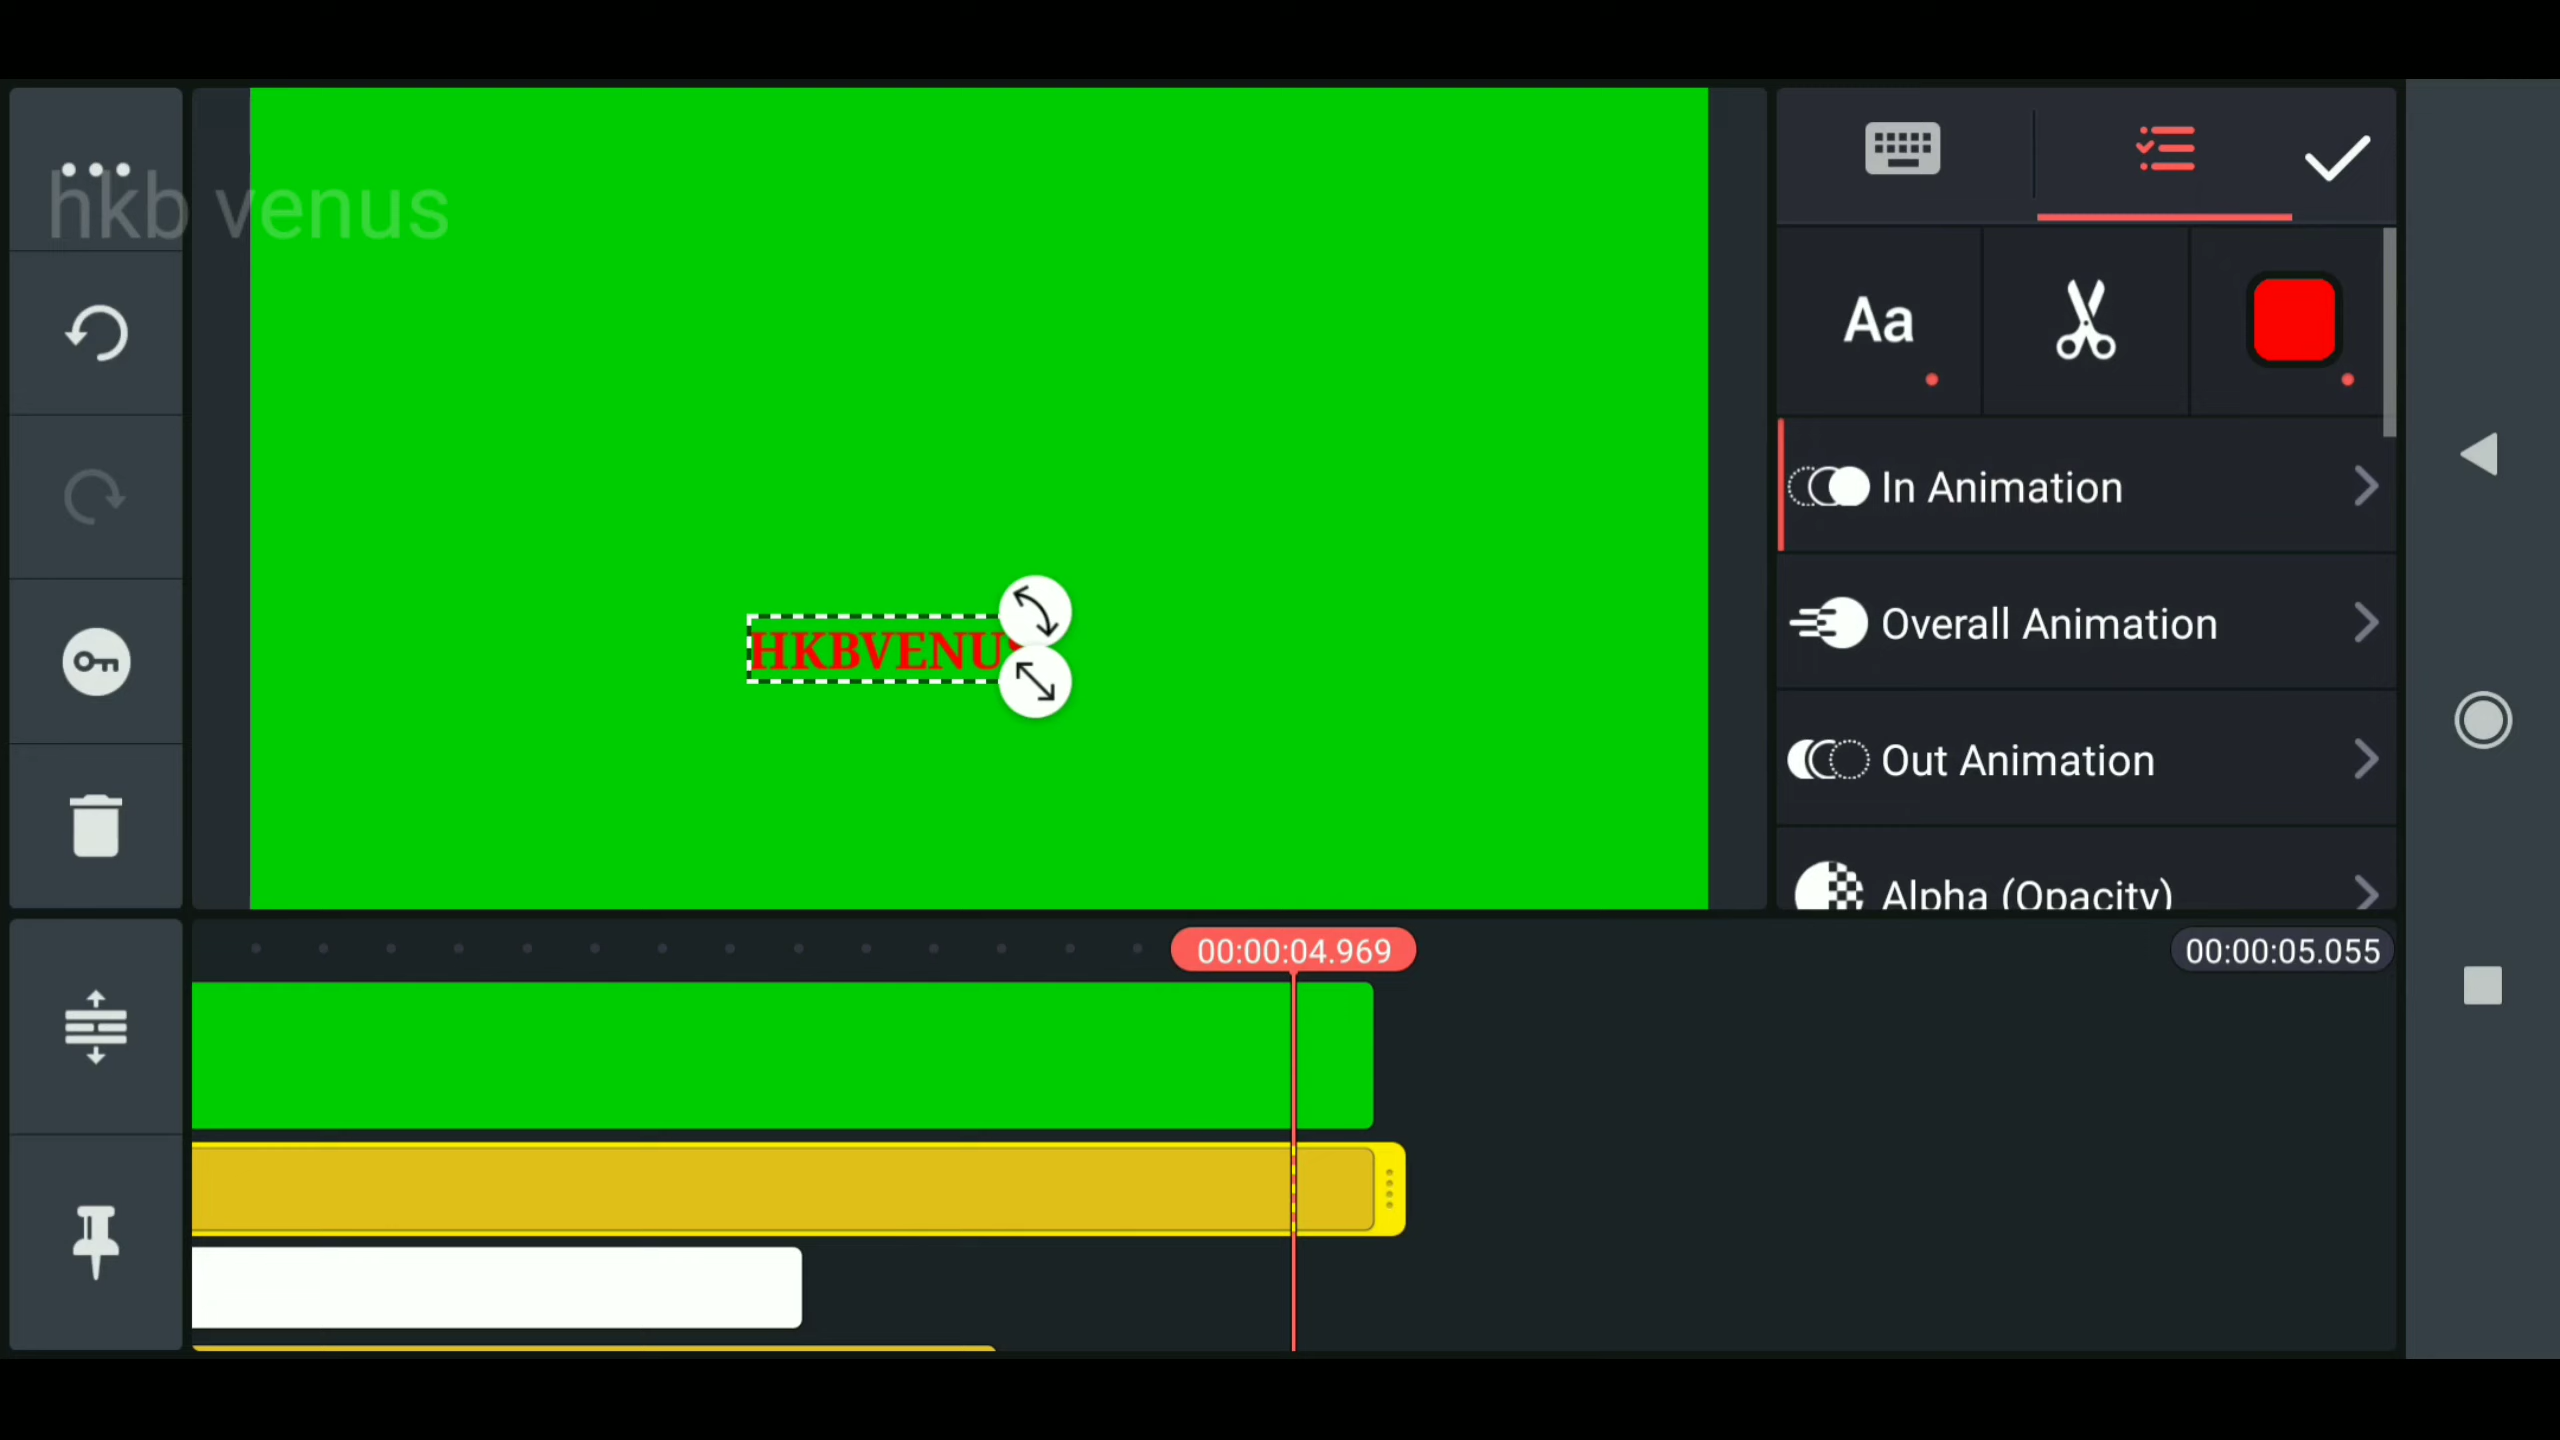 hkb venus
Aa
In Animation
HKBVENU
Overall Animation
Out Animation
Alpha (Opacity)
00:00:04.969
00:00:05.055